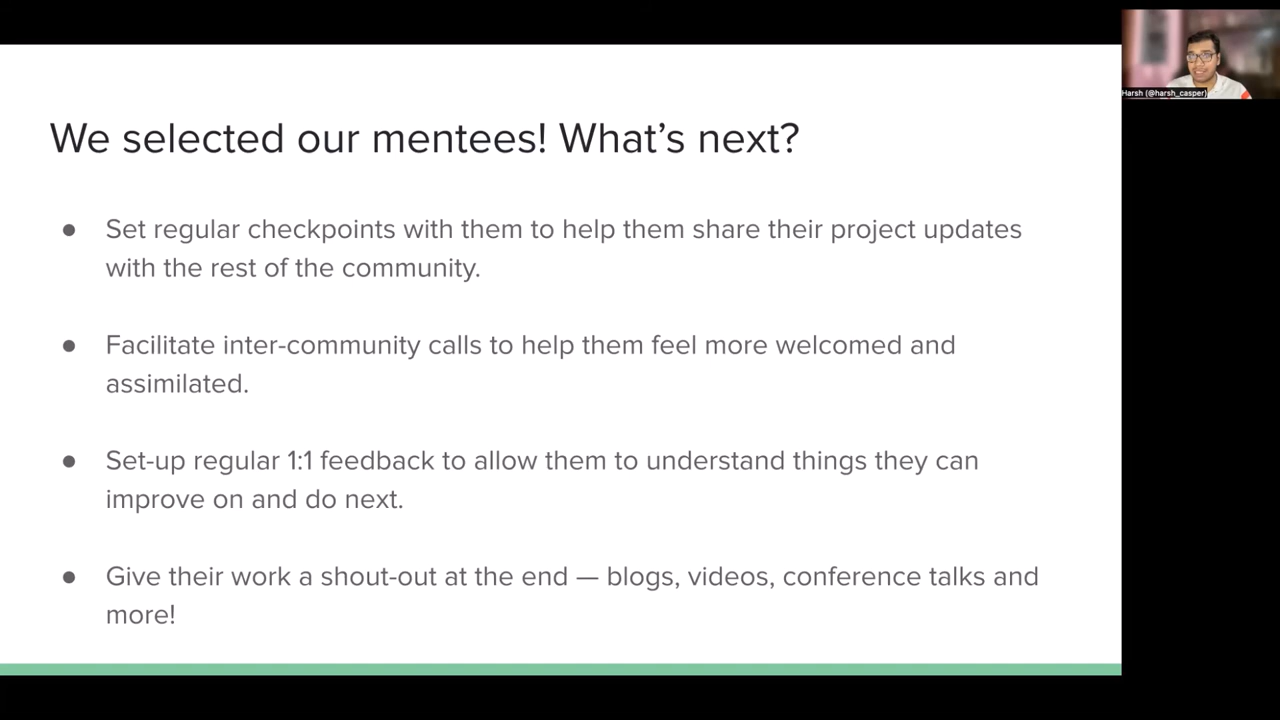 We selected our mentees! What's next?
● Set regular checkpoints with them to help them share their project updates
with the rest of the community.
● Facilitate inter-community calls to help them feel more welcomed and
assimilated.
● Set-up regular 1:1 feedback to allow them to understand things they can
improve on and do next.
● Give their work a shout-out at the end — blogs, videos, conference talks and
more!
Harsh (@harsh_casper)